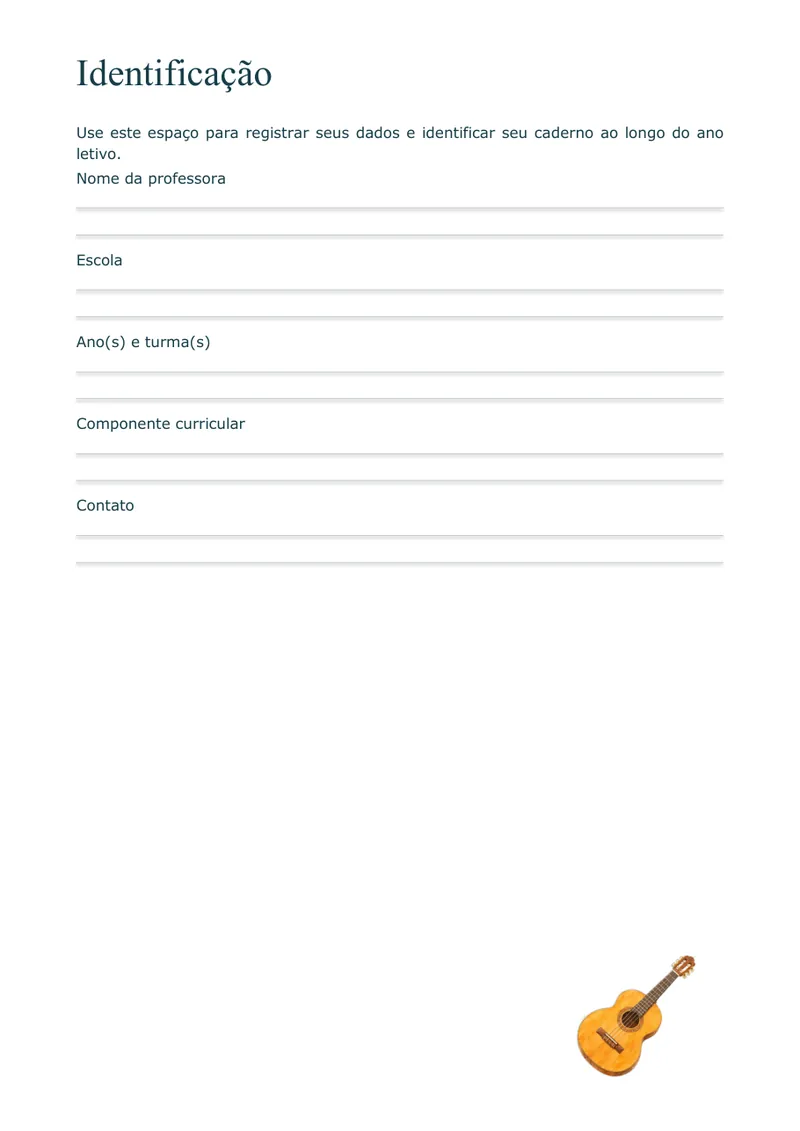 Identificação
Use este espaço para registrar seus dados e identificar seu caderno ao longo do ano
letivo.
Nome da professora
Escola
Ano(s) e turma(s)
Componente curricular
Contato